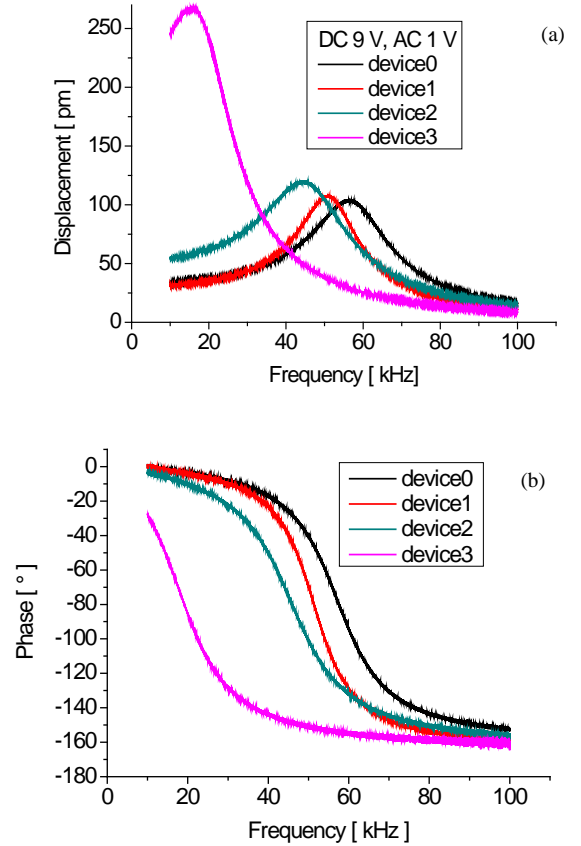 (a)
DC 9 V, AC 1 V
device0
device1
device2
device3
Displacement [ pm ]
250
200
150
100
50
0
0 20 40 60 80 100
Frequency [ kHz]
(b)
device0
device1
device2
device3
Phase [ ° ]
0
-20
-40
-60
-80
-100
-120
-140
-160
-180
0 20 40 60 80 100
Frequency [ kHz ]